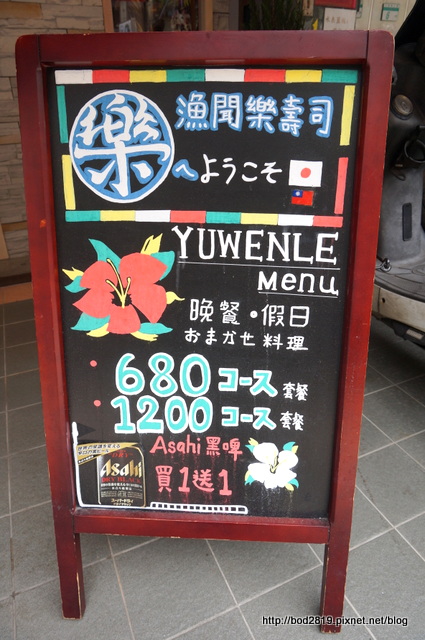 樂
漁聞樂壽司
へようこそ
YUWENLE
Menu
晚餐・假日
おまかせ料理
680コース 套餐
1200コース 套餐
Asahi黑啤
買1送1
Asahi
http://bod2819.pixnet.net/blog